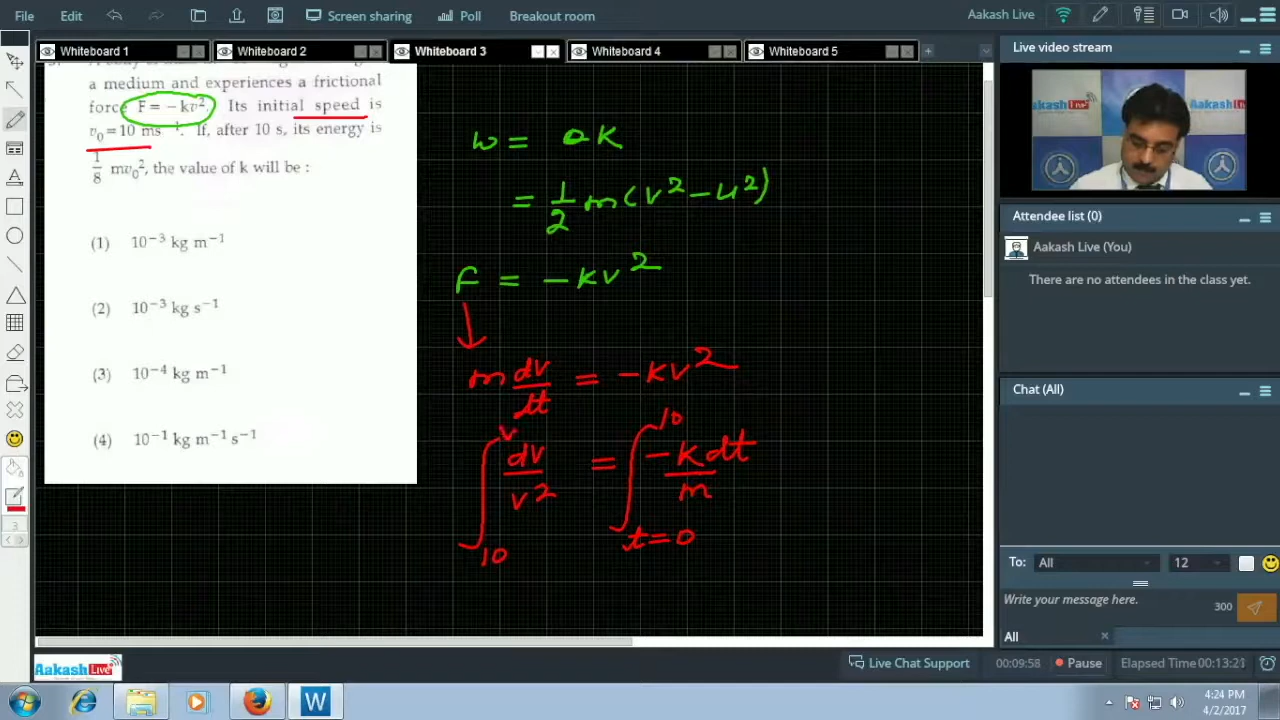 File Edit Screen sharing Poll Breakout room Aakash Live
Whiteboard 1 Whiteboard 2 Whiteboard 3 Whiteboard 4 Whiteboard 5
a medium and experiences a frictional
force F = −kv². Its initial speed is
v₀ = 10 ms⁻¹. If, after 10 s, its energy is
1/8 mv₀², the value of k will be :
(1) 10⁻³ kg m⁻¹
(2) 10⁻³ kg s⁻¹
(3) 10⁻⁴ kg m⁻¹
(4) 10⁻¹ kg m⁻¹ s⁻¹
W = ΔK
= 1/2 m(v² − u²)
F = −kv²
m dv/dt = −kv²
∫₁₀^v dv/v² = ∫_{t=0}^{10} −k dt/m
Live video stream
Attendee list (0)
Aakash Live (You)
There are no attendees in the class yet.
Chat (All)
To: All 12
Write your message here.
300
All
3
Aakash Live
Live Chat Support 00:09:58 Pause Elapsed Time
W
4:24 PM
4/2/2017